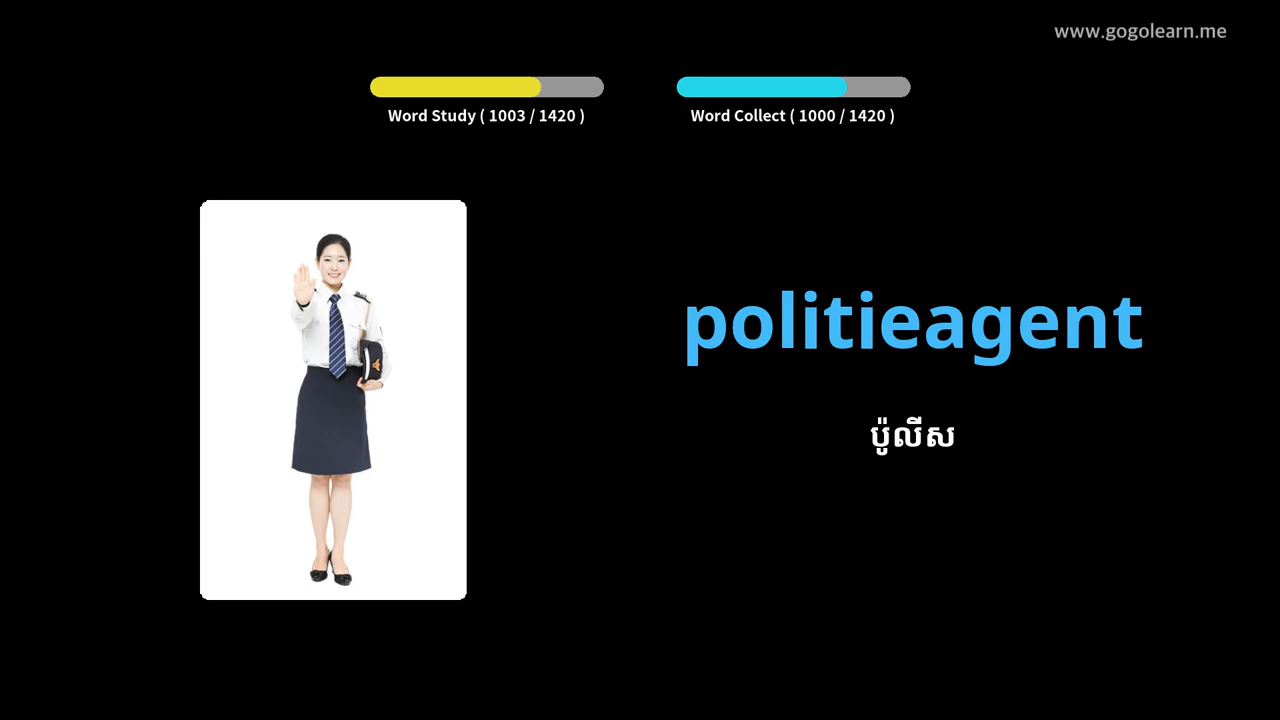 www.gogolearn.me
Word Study ( 1003 / 1420 )
Word Collect ( 1000 / 1420 )
politieagent
ប៉ូលីស